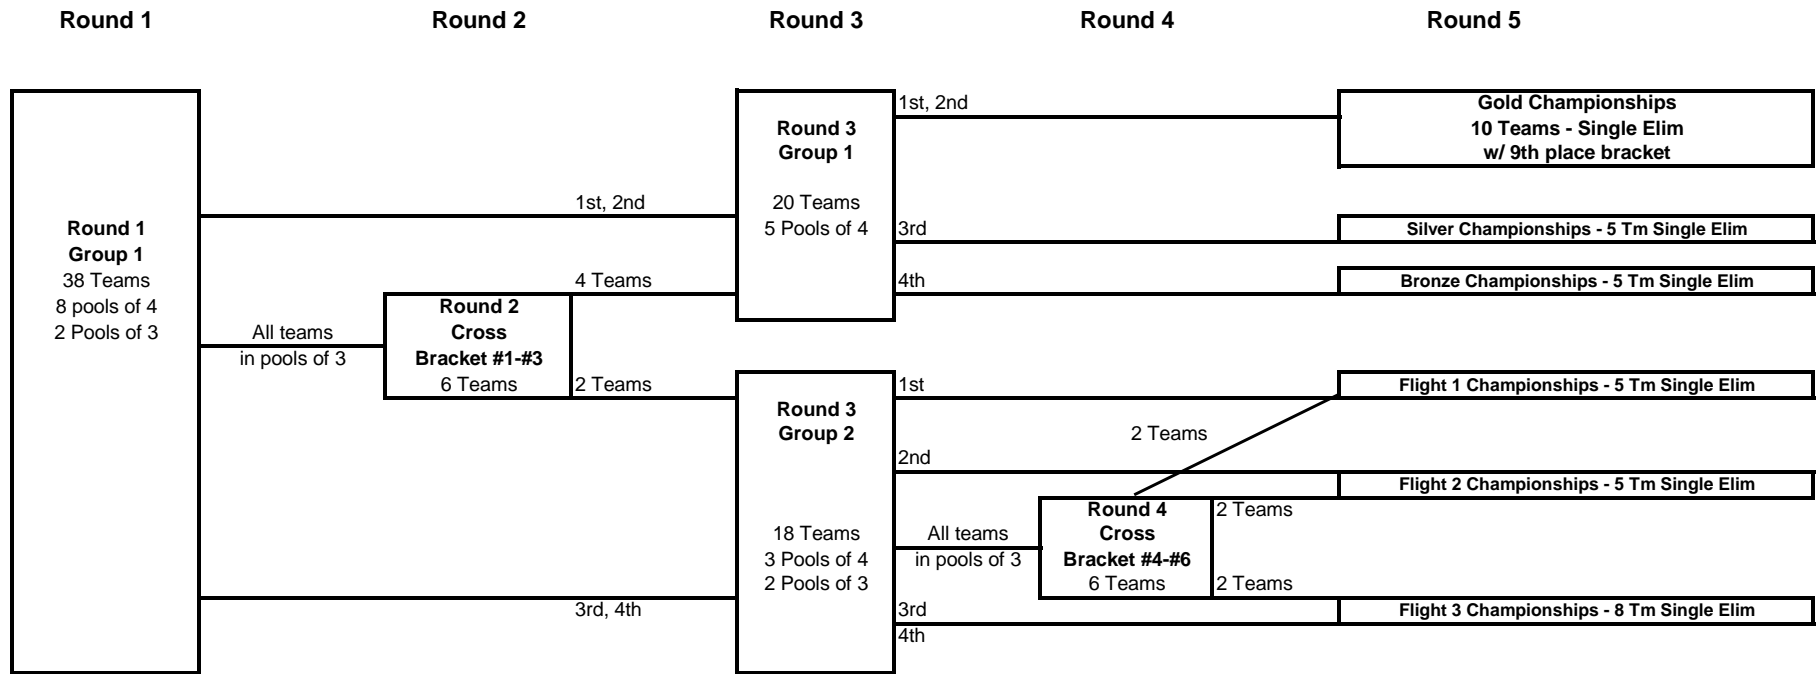 Round 1
Round 2
Round 3
Round 4
Round 5
Round 1
Group 1
38 Teams
8 pools of 4
2 Pools of 3
1st, 2nd
All teams
in pools of 3
3rd, 4th
Round 2
Cross
Bracket #1-#3
6 Teams
4 Teams
2 Teams
Round 3
Group 1
20 Teams
5 Pools of 4
1st, 2nd
3rd
4th
Round 3
Group 2
18 Teams
3 Pools of 4
2 Pools of 3
1st
2nd
All teams
in pools of 3
3rd
4th
2 Teams
Round 4
Cross
Bracket #4-#6
6 Teams
2 Teams
2 Teams
Gold Championships
10 Teams - Single Elim
w/ 9th place bracket
Silver Championships - 5 Tm Single Elim
Bronze Championships - 5 Tm Single Elim
Flight 1 Championships - 5 Tm Single Elim
Flight 2 Championships - 5 Tm Single Elim
Flight 3 Championships - 8 Tm Single Elim